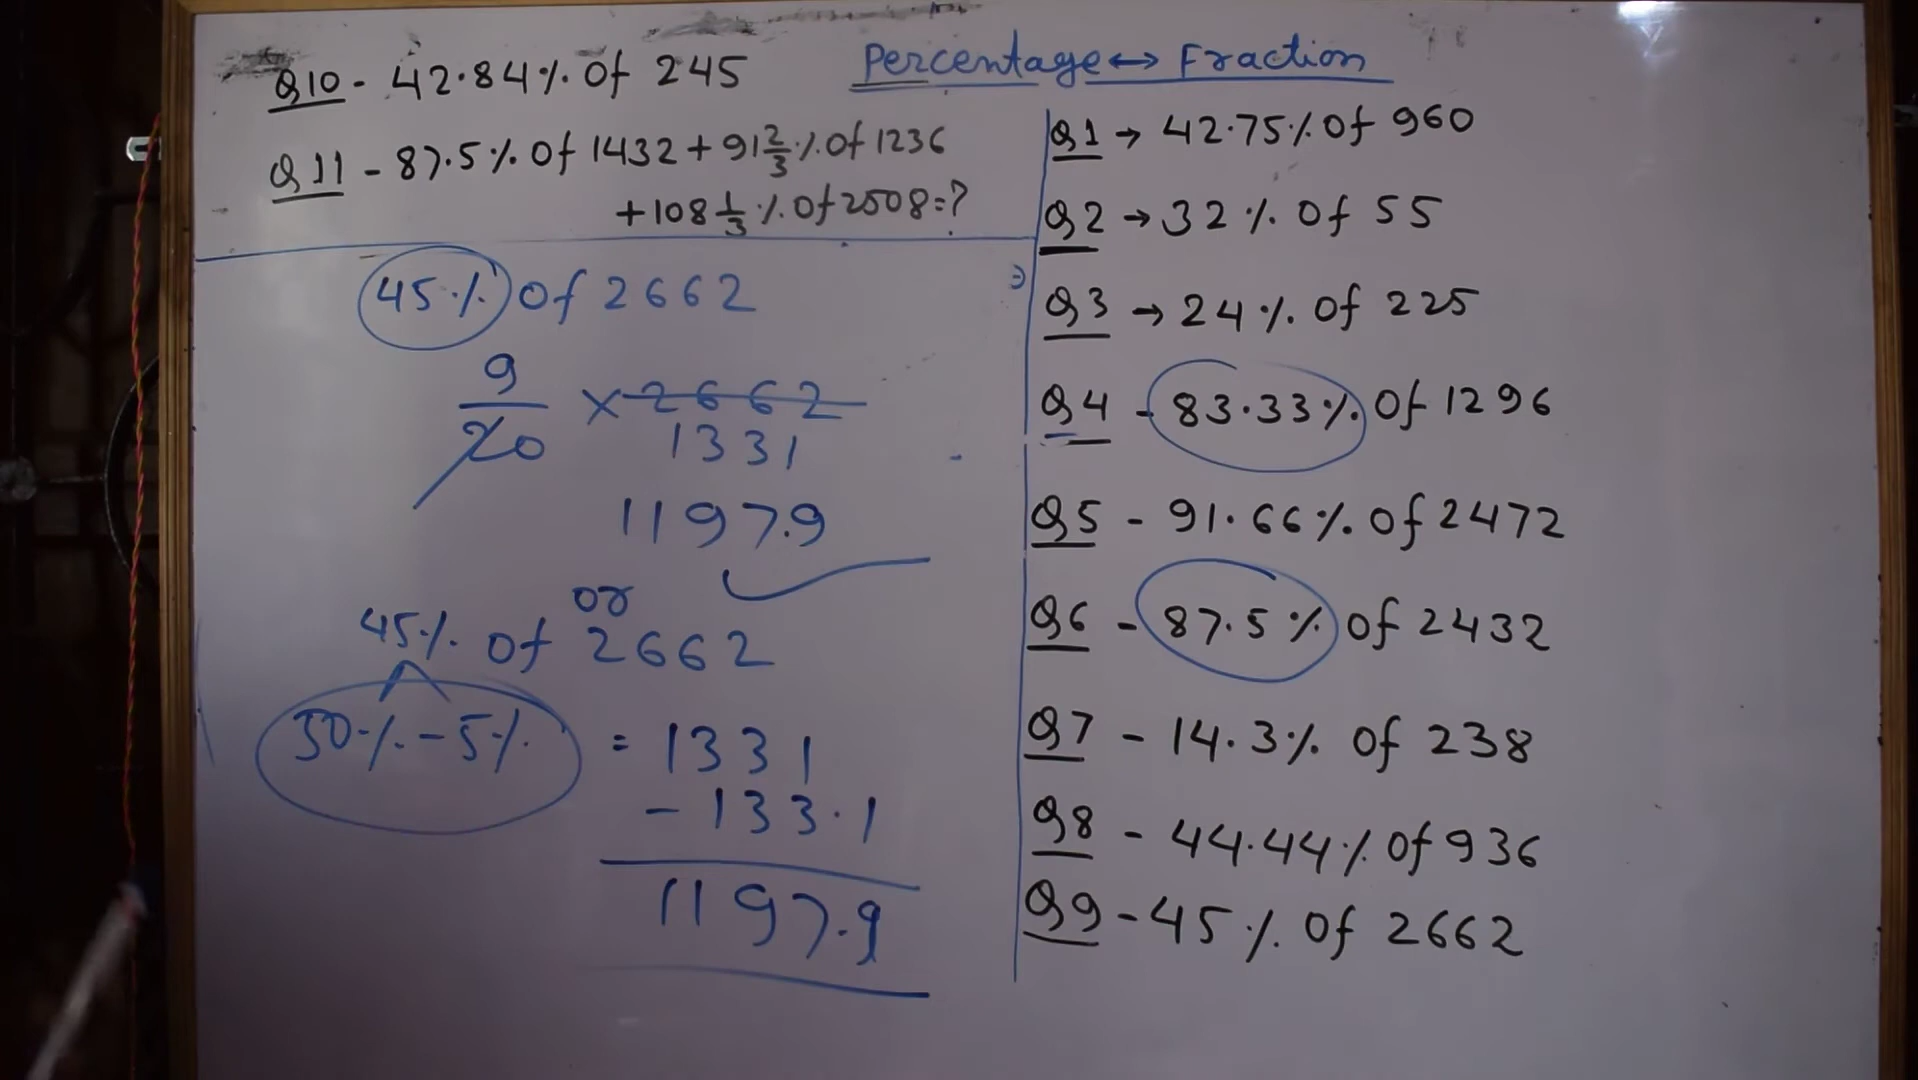 Q10 - 42.84% of 245
Q11 - 87.5% of 1432 + 91 2/3 % of 1236
+ 108 1/3 % of 2508 = ?
45% of 2662
9/20 × 2662
1331
1197.9
or
45% of 2662
50% - 5% = 1331
- 133.1
1197.9
Percentage ↔ Fraction
Q1 → 42.75% of 960
Q2 → 32% of 55
Q3 → 24% of 225
Q4 - 83.33% of 1296
Q5 - 91.66% of 2472
Q6 - 87.5% of 2432
Q7 - 14.3% of 238
Q8 - 44.44% of 936
Q9 - 45% of 2662